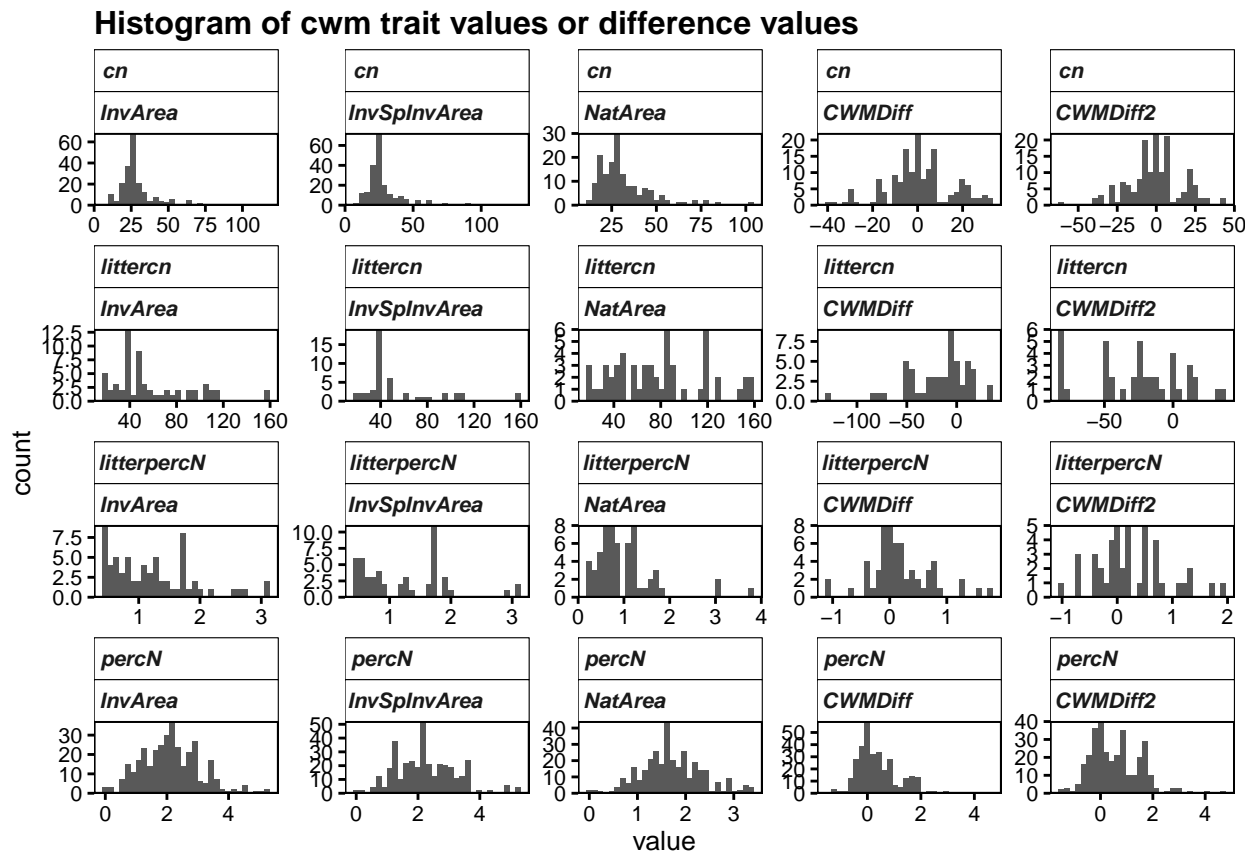 Histogram of cwm trait values or difference values
cn cn cn cn cn
InvArea InvSpInvArea NatArea CWMDiff CWMDiff2
60 40 20 0
25 50 75 100
60 40 20 0
50 100
30 20 10 0
25 50 75 100
20 15 10 5 0
−40 −20 0 20
20 15 10 5 0
−50 −25 0 25 50
littercn littercn littercn littercn littercn
InvArea InvSpInvArea NatArea CWMDiff CWMDiff2
12.5 10.0 7.5 5.0 2.5 0.0
40 80 120 160
15 10 5 0
40 80 120 160
6 5 4 3 2 1 0
40 80 120 160
7.5 5.0 2.5 0.0
−100 −50 0
6 5 4 3 2 1 0
−50 0
litterpercN litterpercN litterpercN litterpercN litterpercN
InvArea InvSpInvArea NatArea CWMDiff CWMDiff2
7.5 5.0 2.5 0.0
1 2 3
10.0 7.5 5.0 2.5 0.0
1 2 3
8 6 4 2 0
0 1 2 3 4
8 6 4 2 0
−1 0 1
5 4 3 2 1 0
−1 0 1 2
percN percN percN percN percN
InvArea InvSpInvArea NatArea CWMDiff CWMDiff2
30 20 10 0
0 2 4
50 40 30 20 10 0
0 2 4
40 30 20 10 0
0 1 2 3
50 40 30 20 10 0
0 2 4
40 30 20 10 0
0 2 4
count
value